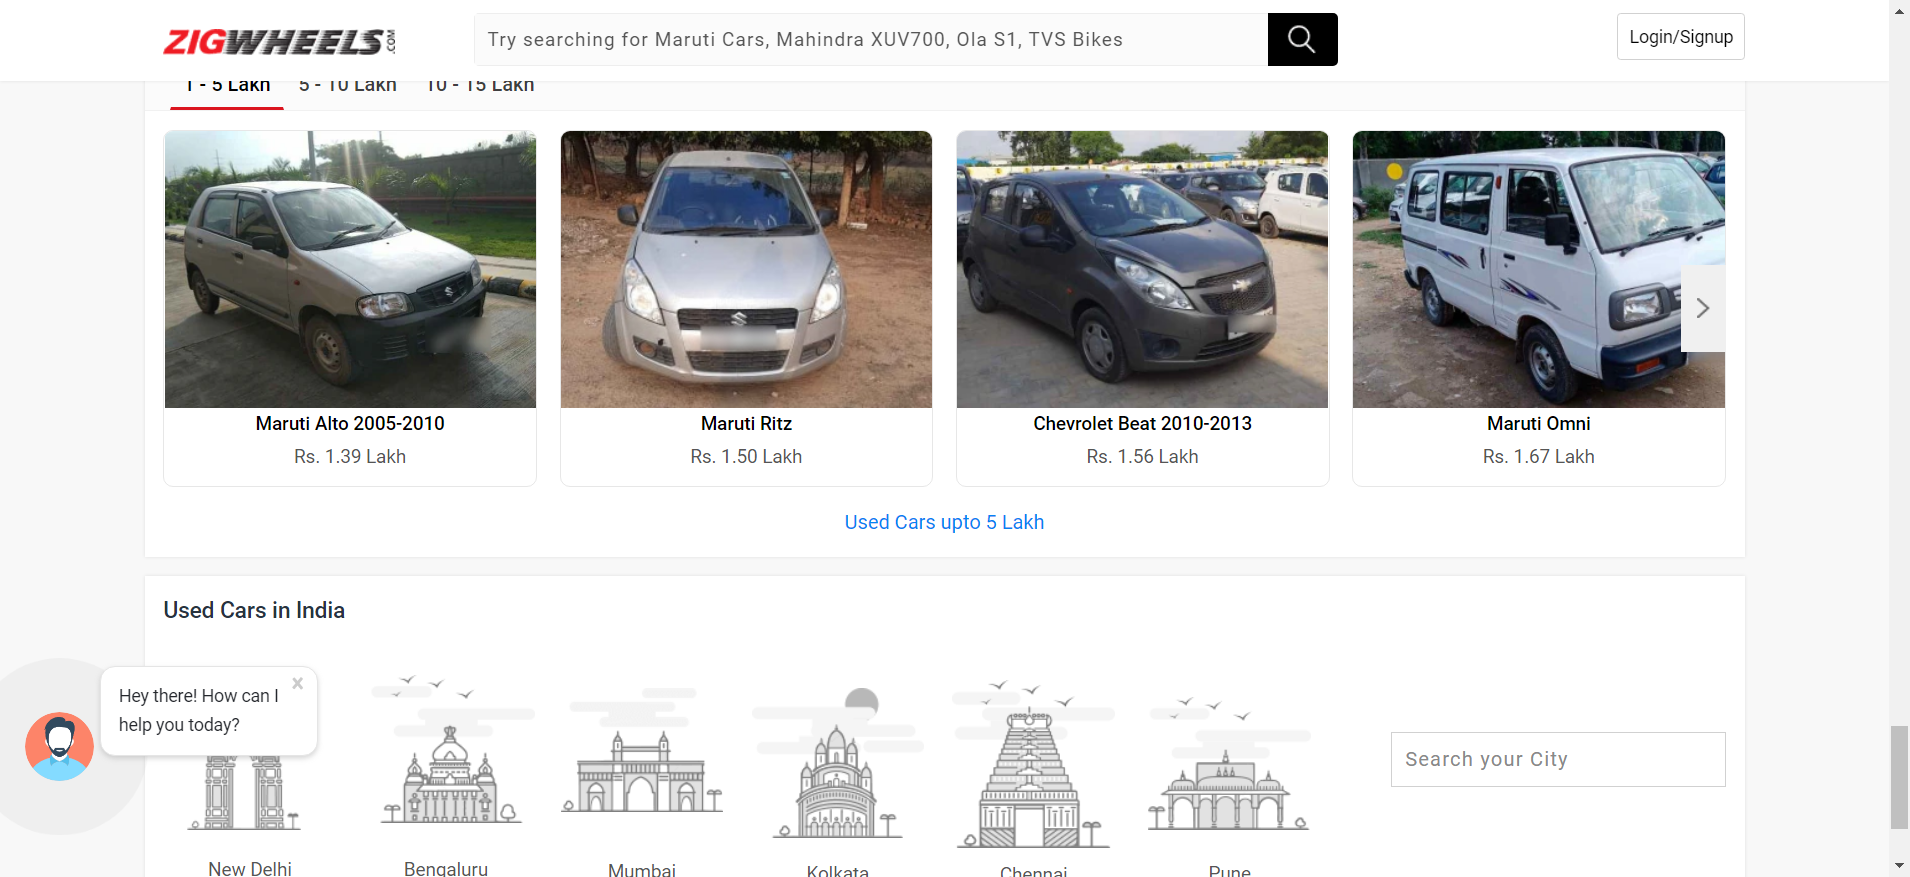 ZIGWHEELS.COM
Try searching for Maruti Cars, Mahindra XUV700, Ola S1, TVS Bikes
Login/Signup
1 - 5 Lakh 5 - 10 Lakh 10 - 15 Lakh
Maruti Alto 2005-2010
Rs. 1.39 Lakh
Maruti Ritz
Rs. 1.50 Lakh
Chevrolet Beat 2010-2013
Rs. 1.56 Lakh
Maruti Omni
Rs. 1.67 Lakh
Used Cars upto 5 Lakh
Used Cars in India
Hey there! How can I
help you today?
Search your City
New Delhi
Bengaluru
Mumbai
Kolkata
Chennai
Pune